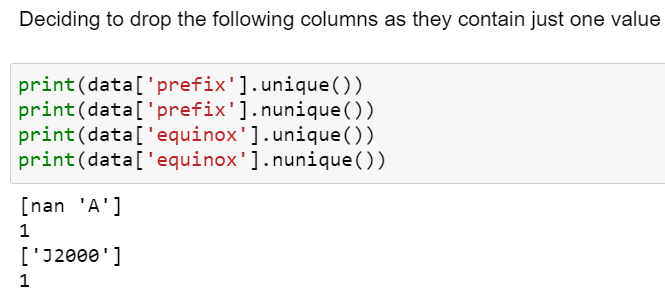 Deciding to drop the following columns as they contain just one value
print(data['prefix'].unique())
print(data['prefix'].nunique())
print(data['equinox'].unique())
print(data['equinox'].nunique())
[nan 'A']
1
['J2000']
1